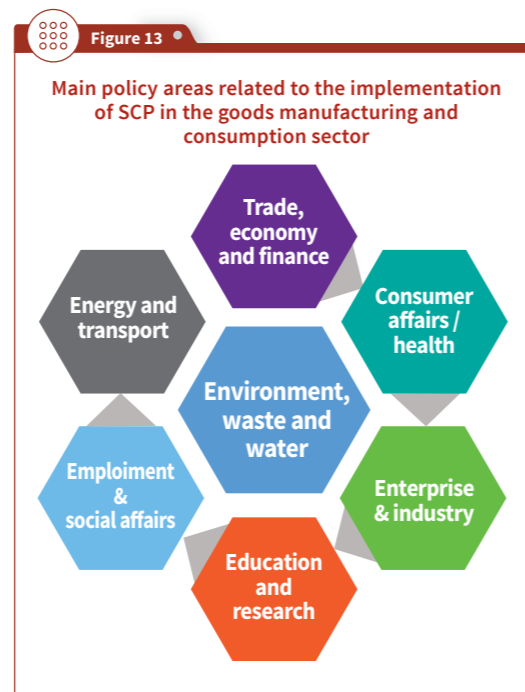 Figure 13
Main policy areas related to the implementation
of SCP in the goods manufacturing and
consumption sector
Trade,
economy
and finance
Energy and
transport
Consumer
affairs /
health
Environment,
waste and
water
Emploiment
&
social affairs
Enterprise
& industry
Education
and
research